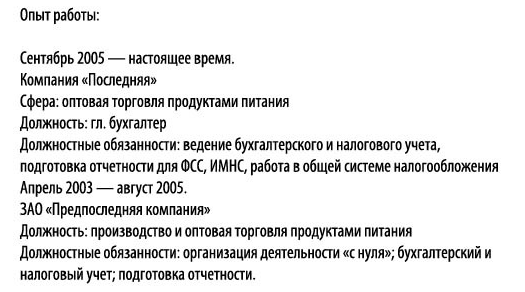 Опыт работы:
Сентябрь 2005 — настоящее время.
Компания «Последняя»
Сфера: оптовая торговля продуктами питания
Должность: гл. бухгалтер
Должностные обязанности: ведение бухгалтерского и налогового учета,
подготовка отчетности для ФСС, ИМНС, работа в общей системе налогообложения
Апрель 2003 — август 2005.
ЗАО «Предпоследняя компания»
Должность: производство и оптовая торговля продуктами питания
Должностные обязанности: организация деятельности «с нуля»; бухгалтерский и
налоговый учет; подготовка отчетности.